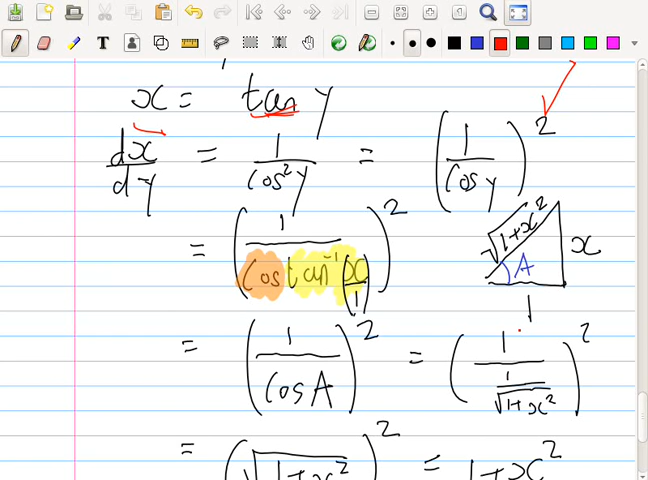 x = tan y
dx/dy = 1/cos²y = (1/cos y)²
= (1/(cos tan⁻¹(x/1)))²
√1+x² x
A
1
= (1/cos A)² = (1/(1/√1+x²))²
= (√1+x²)² = 1+x²